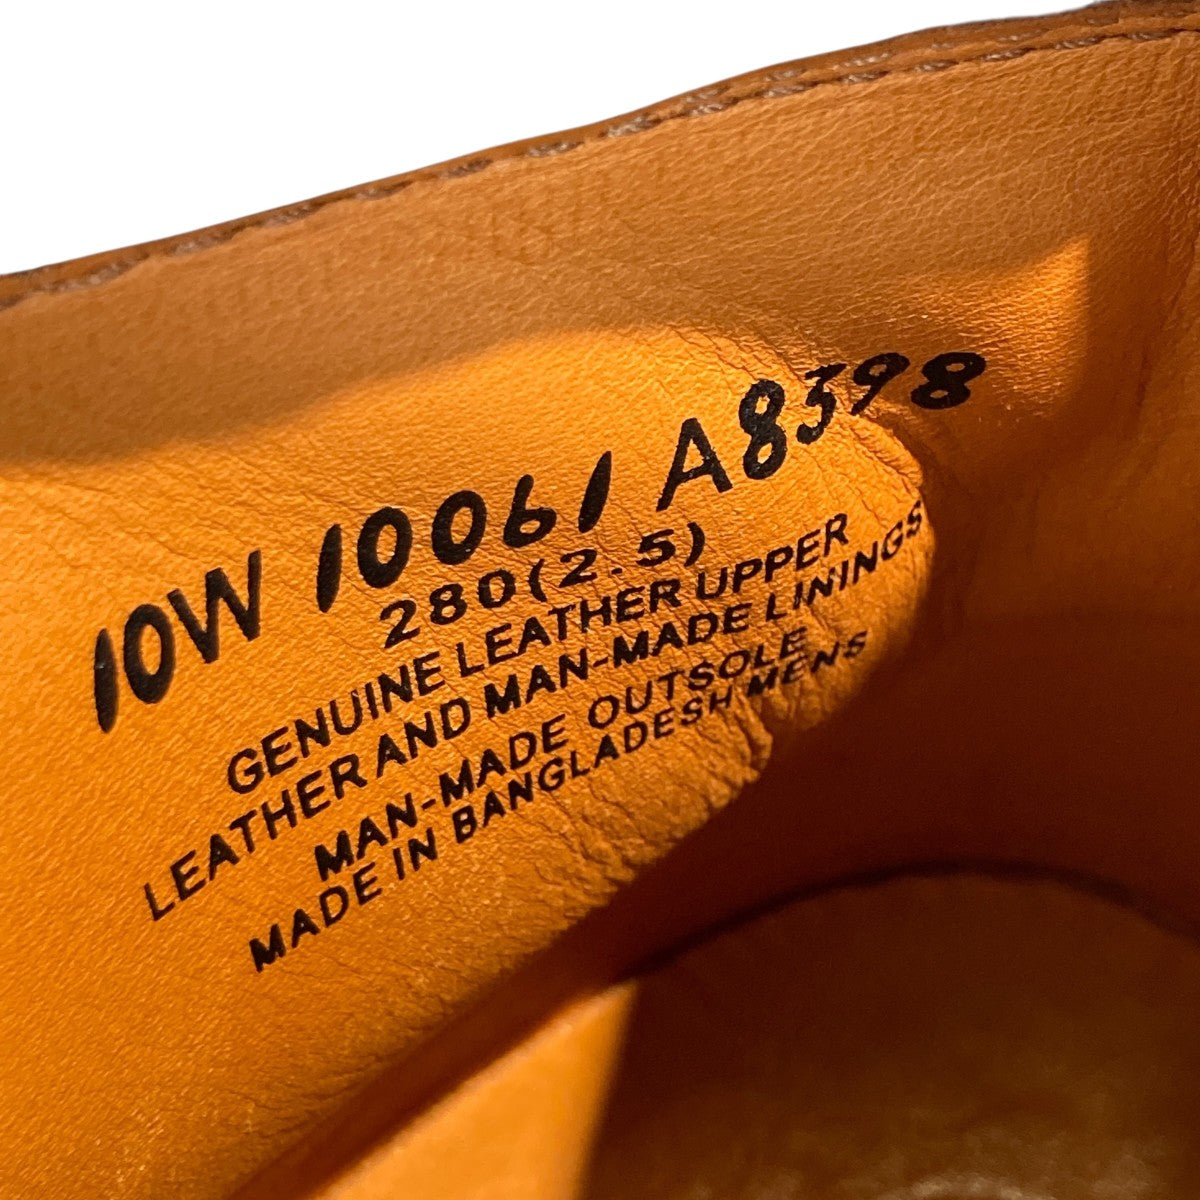 10W 10061 A8398
280(2.5)
GENUINE LEATHER UPPER
LEATHER AND MAN-MADE LININGS
MAN-MADE OUTSOLE
MADE IN BANGLADESH MENS